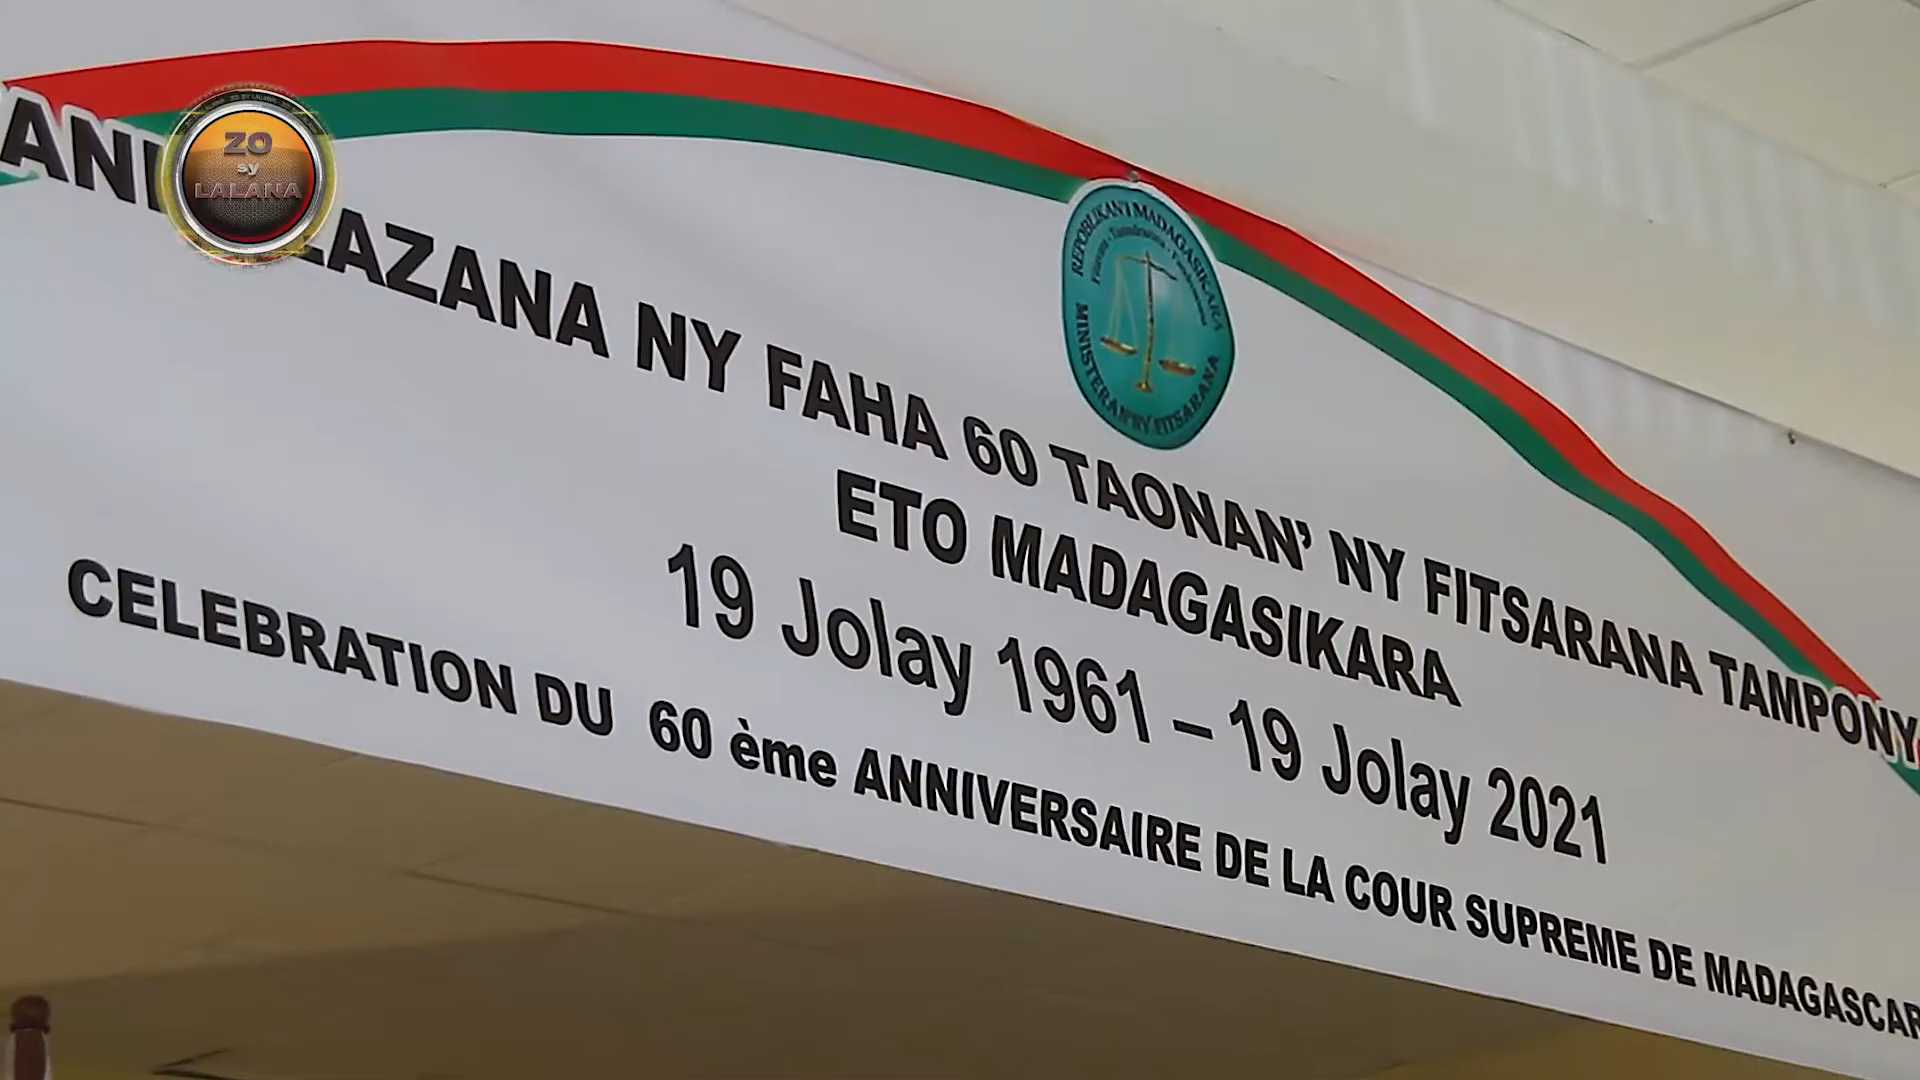 ZO
sy
LALANA
REPOBLIKAN'I MADAGASIKARA
MINISTERAN'NY FITSARANA
LAZANA NY FAHA 60 TAONAN’ NY FITSARANA TAMPONY
ETO MADAGASIKARA
19 Jolay 1961 – 19 Jolay 2021
CELEBRATION DU 60 ème ANNIVERSAIRE DE LA COUR SUPREME DE MADAGASCAR